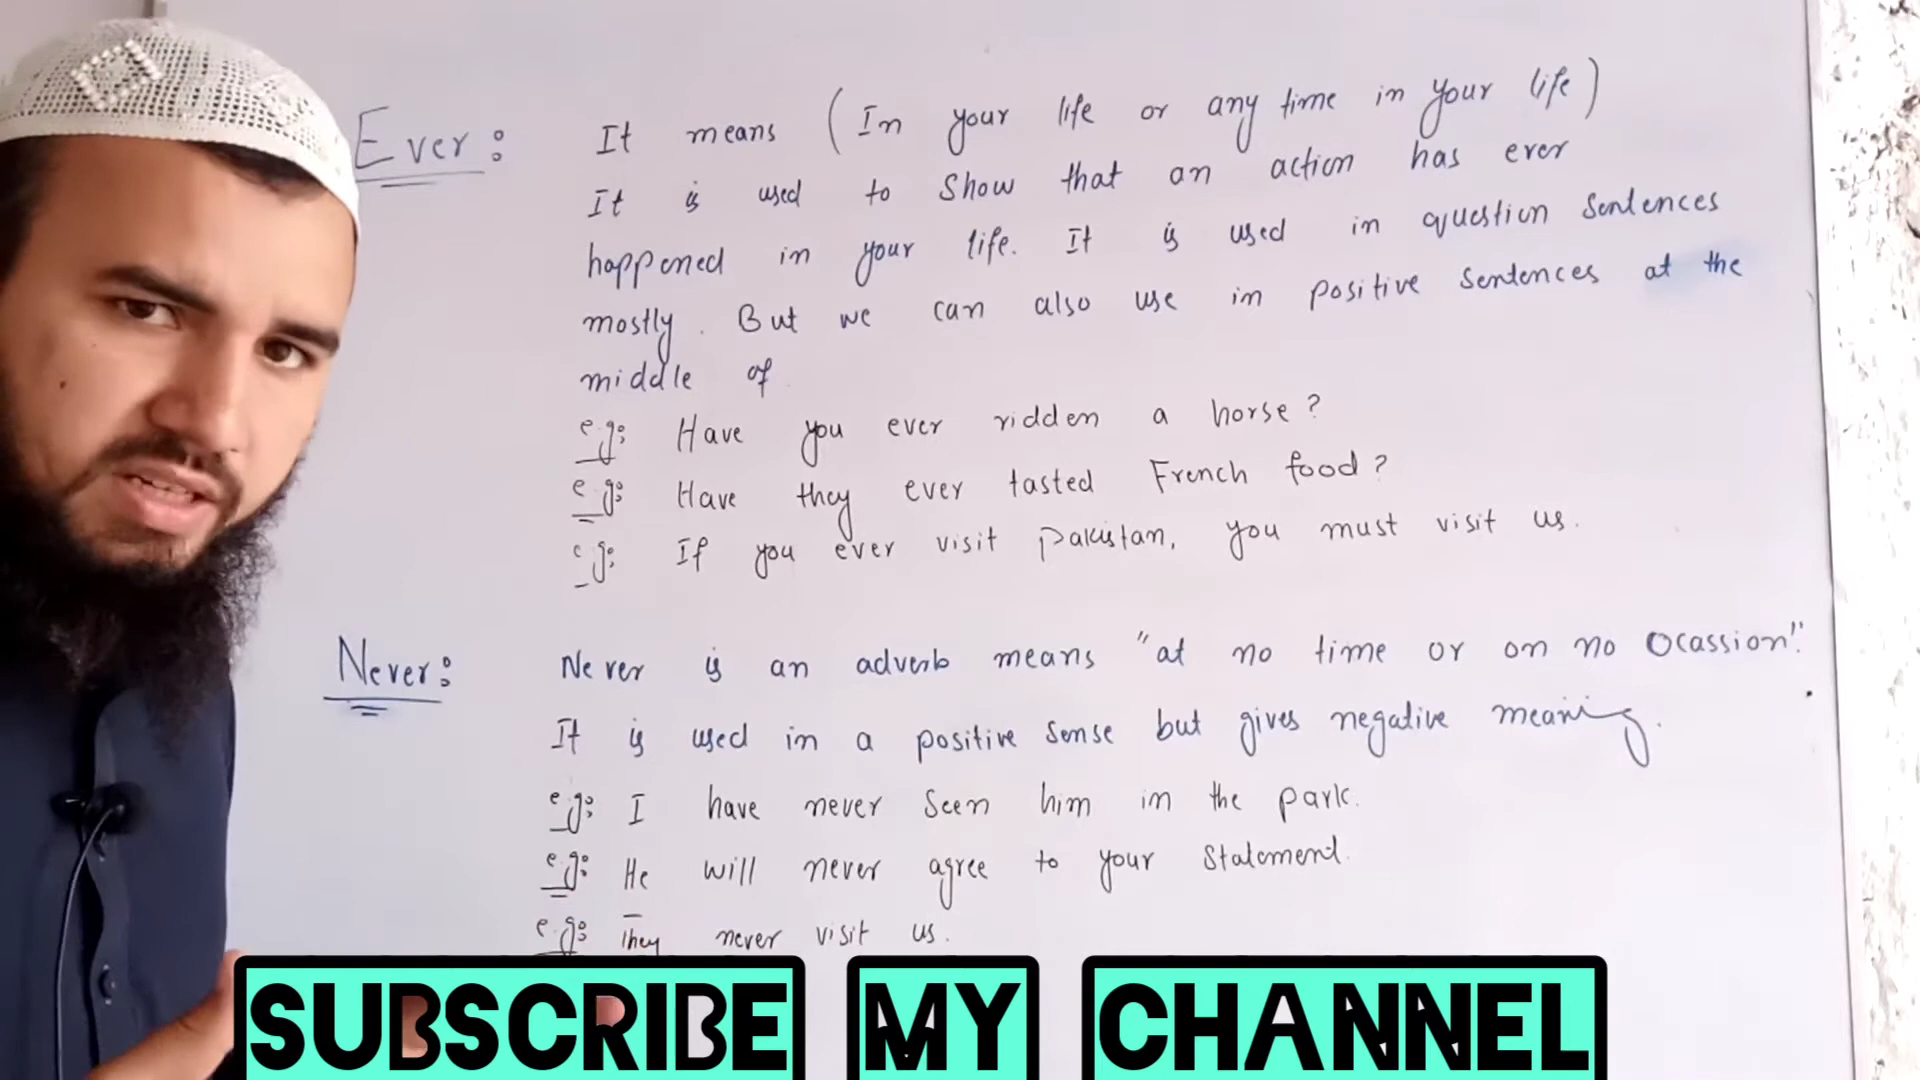 Ever: It means (In your life or any time in your life)
It is used to show that an action has ever
happened in your life. It is used in question sentences
mostly. But we can also use in positive sentences at the
middle of
e.g: Have you ever ridden a horse?
e.g: Have they ever tasted French food?
e.g: If you ever visit Pakistan, you must visit us.
Never: Never is an adverb means "at no time or on no ocassion".
It is used in a positive sense but gives negative meaning.
e.g: I have never seen him in the park.
e.g: He will never agree to your statement.
e.g: They never visit us.
SUBSCRIBE MY CHANNEL